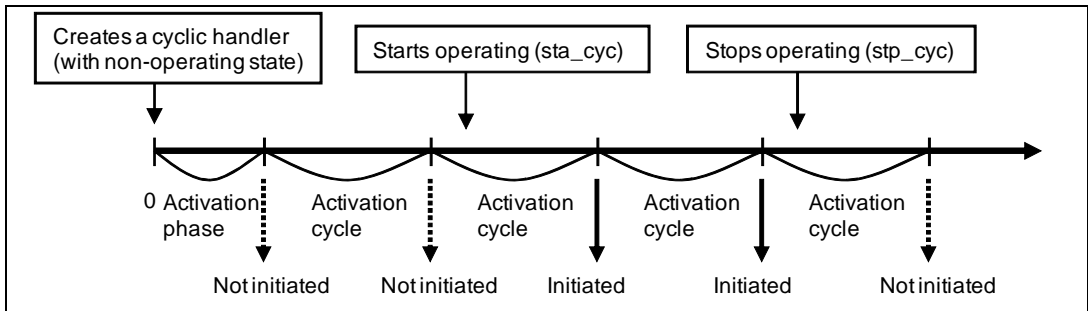 Creates a cyclic handler
(with non-operating state)
Starts operating (sta_cyc)
Stops operating (stp_cyc)
0
Activation
phase
Activation
cycle
Activation
cycle
Activation
cycle
Activation
cycle
Not initiated
Not initiated
Initiated
Initiated
Not initiated